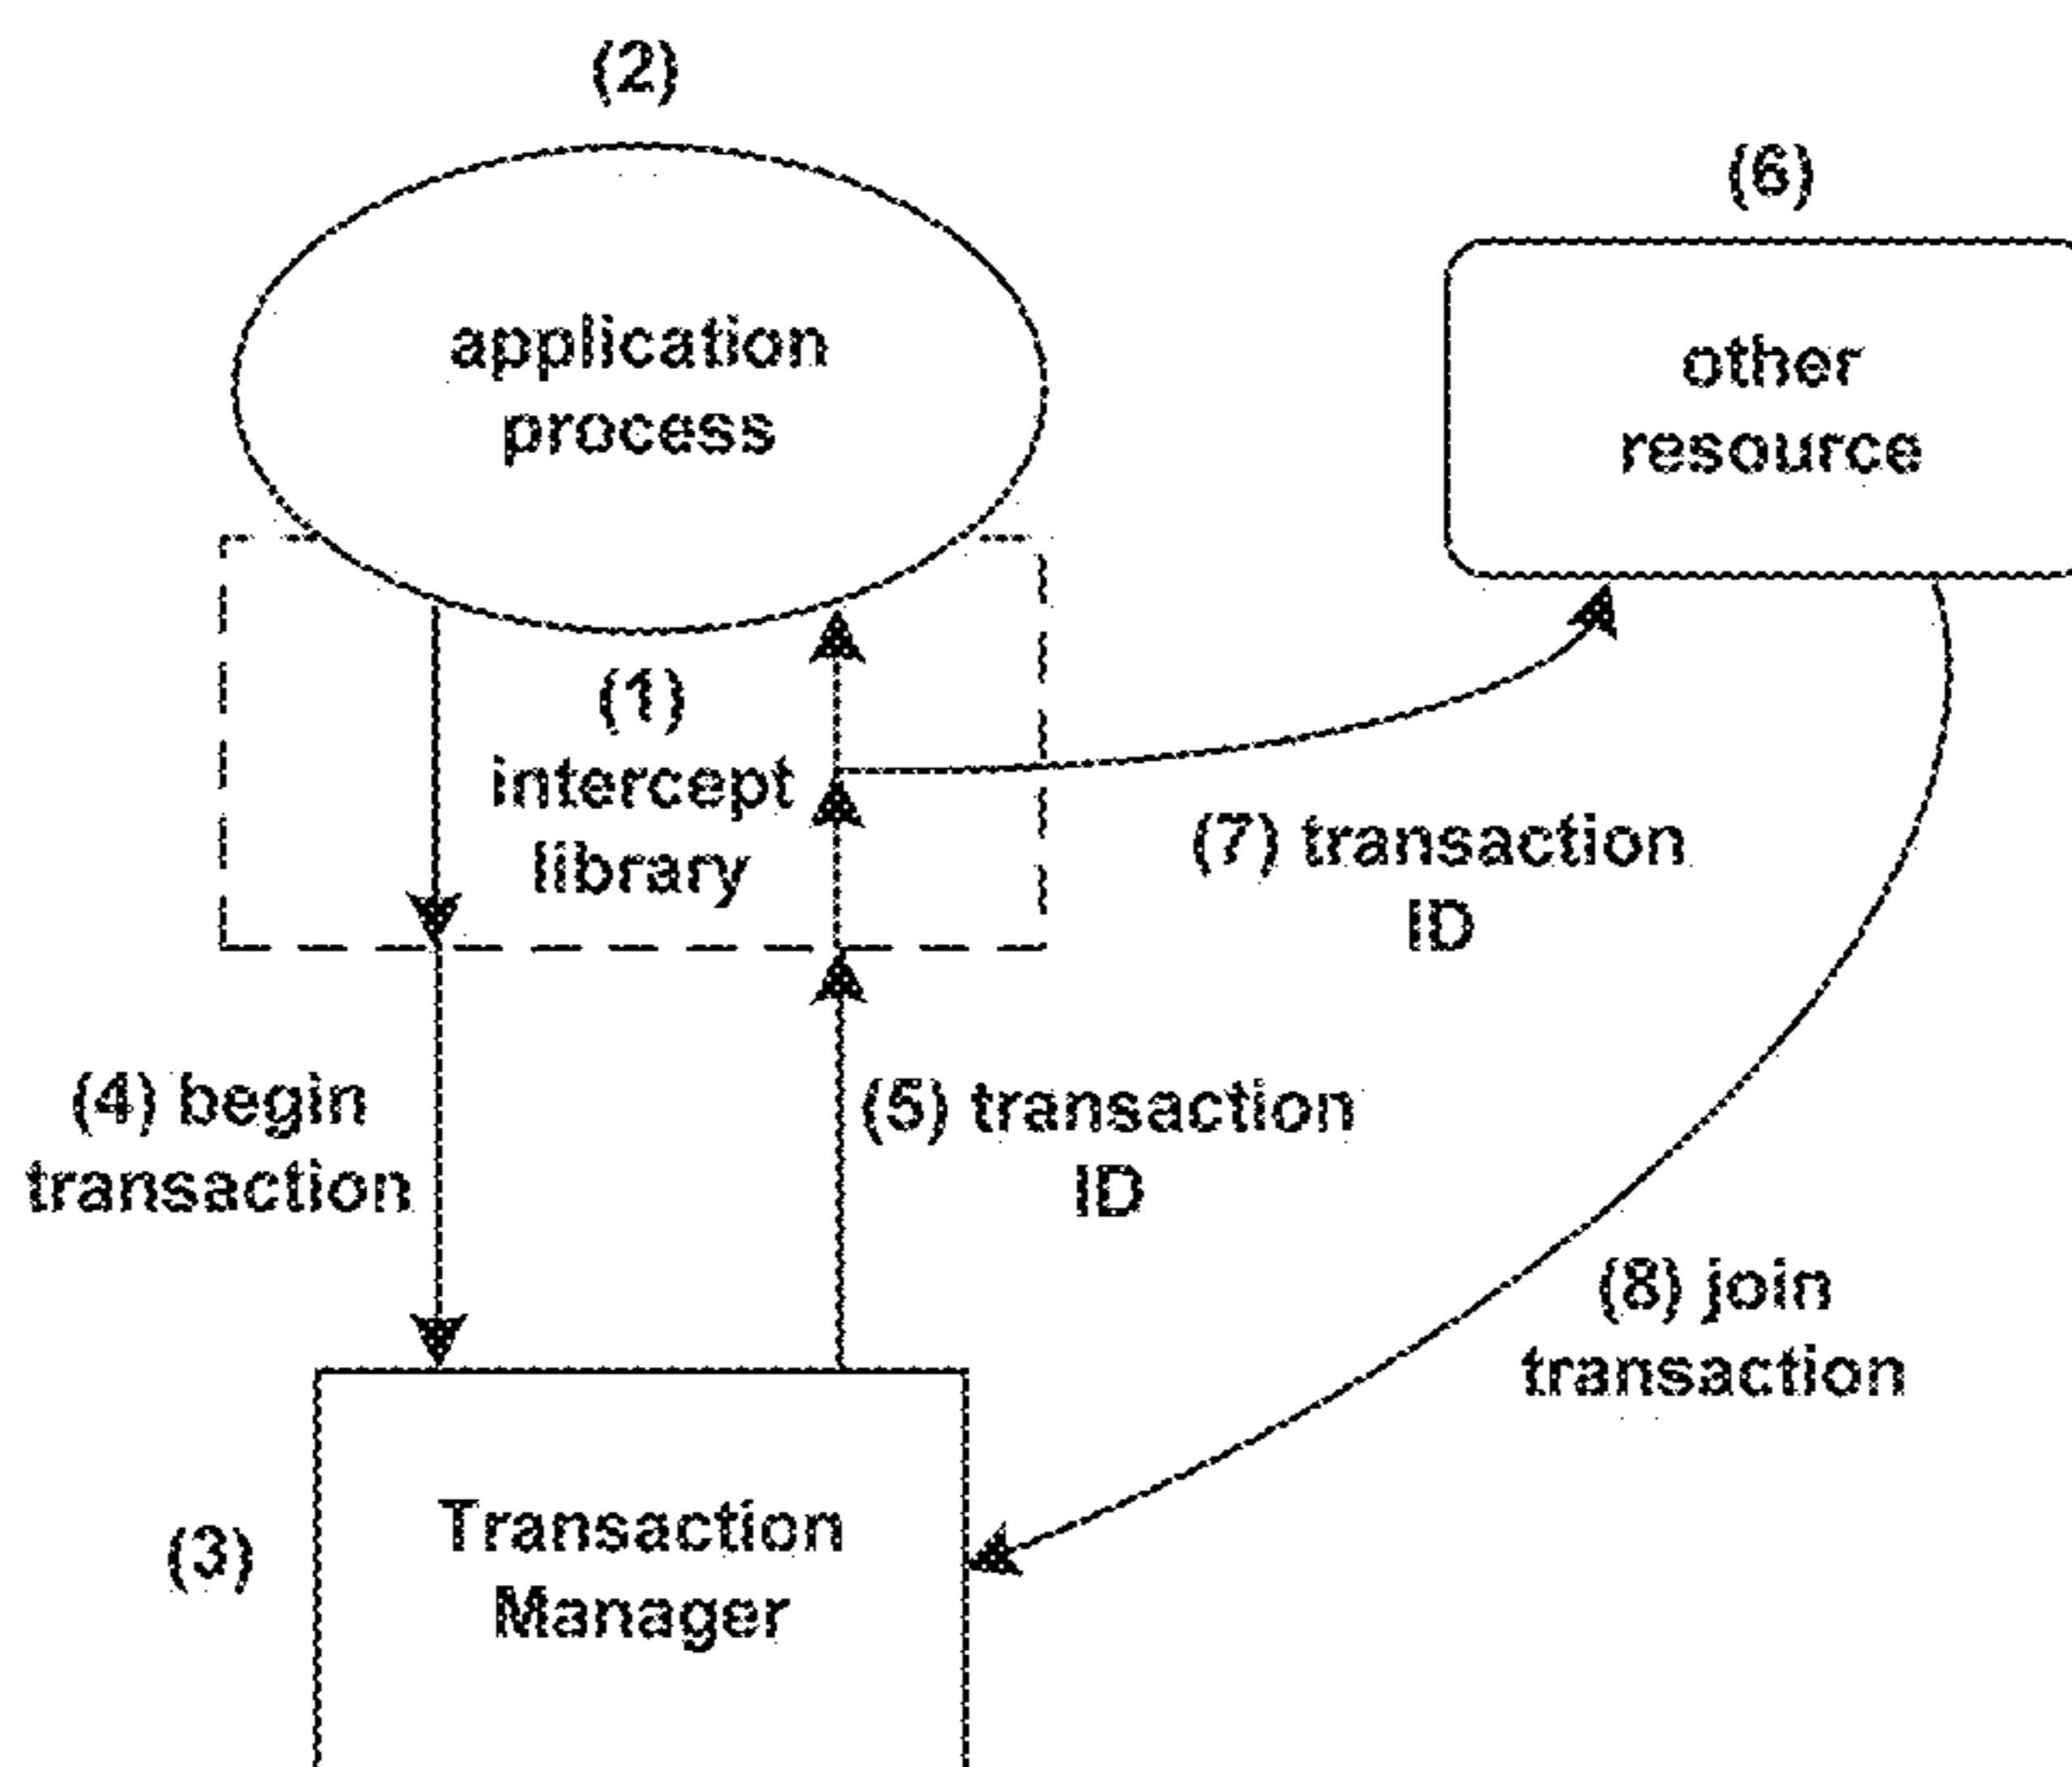 (2)
application
process
(6)
other
resource
(1)
intercept
library
(7) transaction
ID
(4) begin
transaction
(5) transaction
ID
(8) join
transaction
(3)
Transaction
Manager